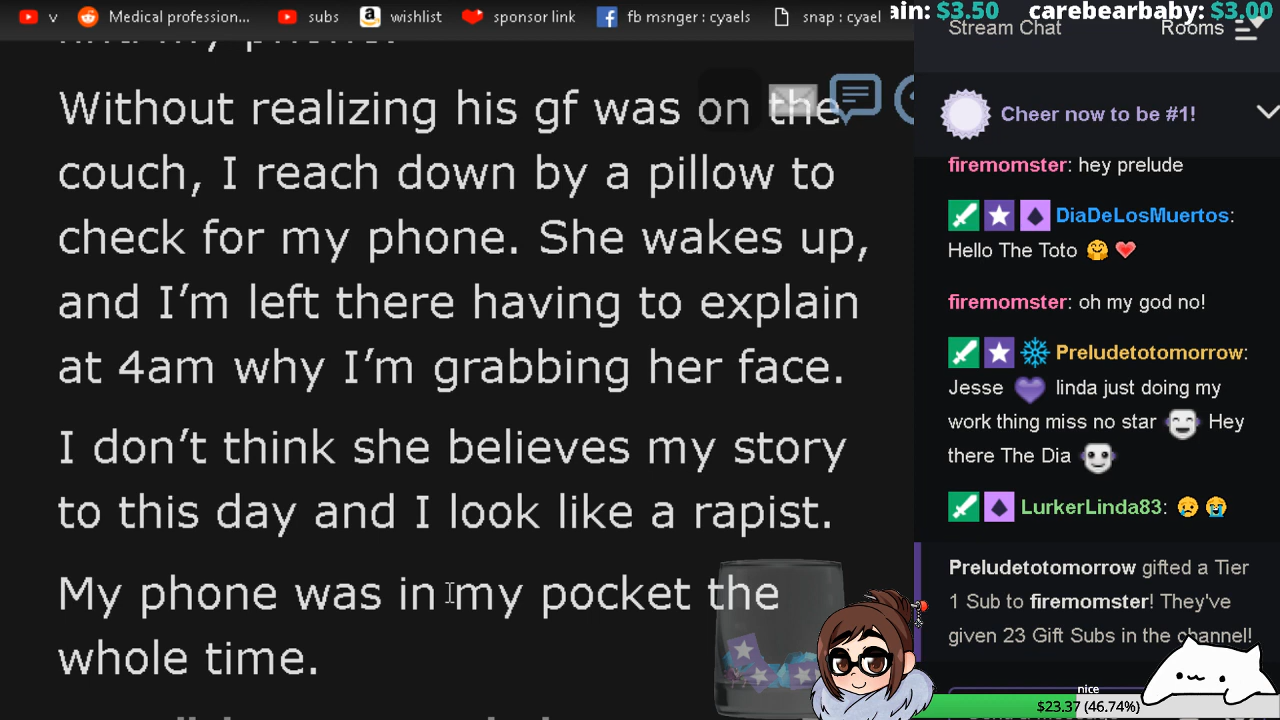 v
Medical profession...
subs
wishlist
sponsor link
fb msnger : cyaels
snap : cyael
ain: $3.50 carebearbaby: $3.00
Without realizing his gf was on the
couch, I reach down by a pillow to
check for my phone. She wakes up,
and I’m left there having to explain
at 4am why I’m grabbing her face.
I don’t think she believes my story
to this day and I look like a rapist.
My phone was in my pocket the
whole time.
Stream Chat
Rooms
Cheer now to be #1!
firemomster: hey prelude
DiaDeLosMuertos:
Hello The Toto 🤗 ❤️
firemomster: oh my god no!
Preludetotomorrow:
Jesse 💜 linda just doing my
work thing miss no star Hey
there The Dia
LurkerLinda83: 😥 😭
Preludetotomorrow gifted a Tier
1 Sub to firemomster! They've
given 23 Gift Subs in the channel!
nice
$23.37 (46.74%)